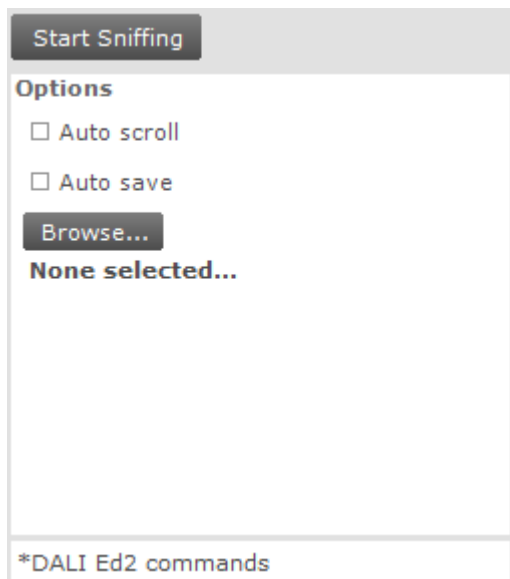 Start Sniffing
Options
Auto scroll
Auto save
Browse...
None selected...
*DALI Ed2 commands